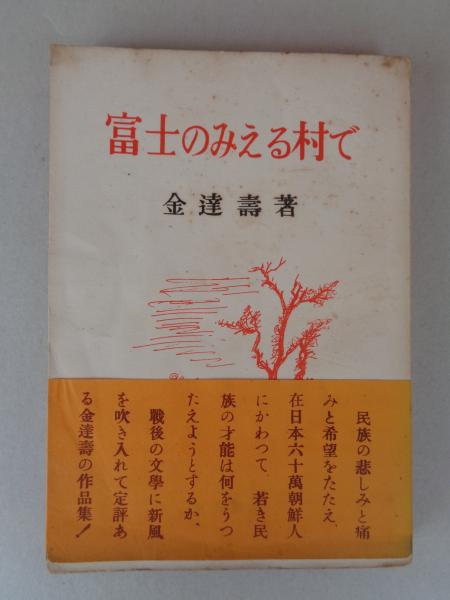 富士のみえる村で
金達壽著
民族の悲しみと痛
みと希望をたたえ、
在日本六十萬朝鮮人
にかわつて、若き民
族の才能は何をうつ
たえようとするか、
戰後の文學に新風
を吹き入れて定評あ
る金達壽の作品集！